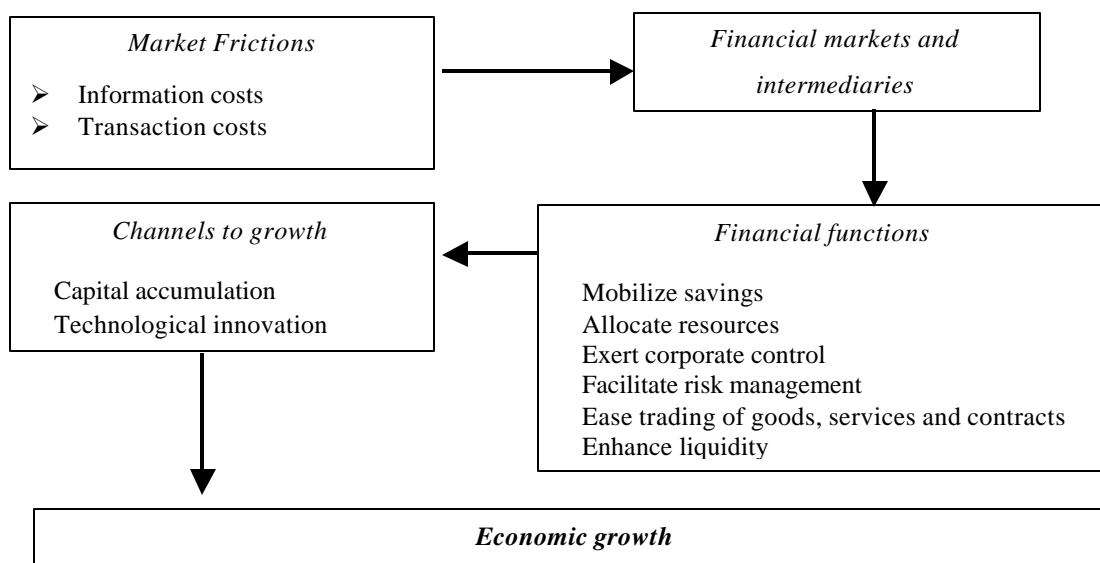 Market Frictions
➢ Information costs
➢ Transaction costs
Financial markets and
intermediaries
Financial functions
Mobilize savings
Allocate resources
Exert corporate control
Facilitate risk management
Ease trading of goods, services and contracts
Enhance liquidity
Channels to growth
Capital accumulation
Technological innovation
Economic growth